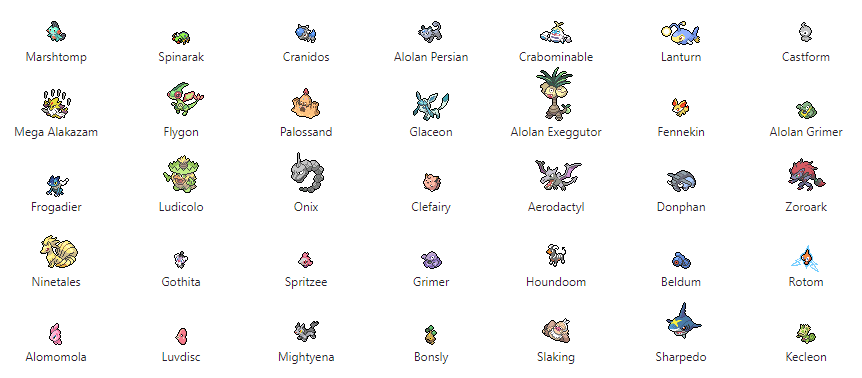 Marshtomp Spinarak Cranidos Alolan Persian Crabominable Lanturn Castform
Mega Alakazam Flygon Palossand Glaceon Alolan Exeggutor Fennekin Alolan Grimer
Frogadier Ludicolo Onix Clefairy Aerodactyl Donphan Zoroark
Ninetales Gothita Spritzee Grimer Houndoom Beldum Rotom
Alomomola Luvdisc Mightyena Bonsly Slaking Sharpedo Kecleon